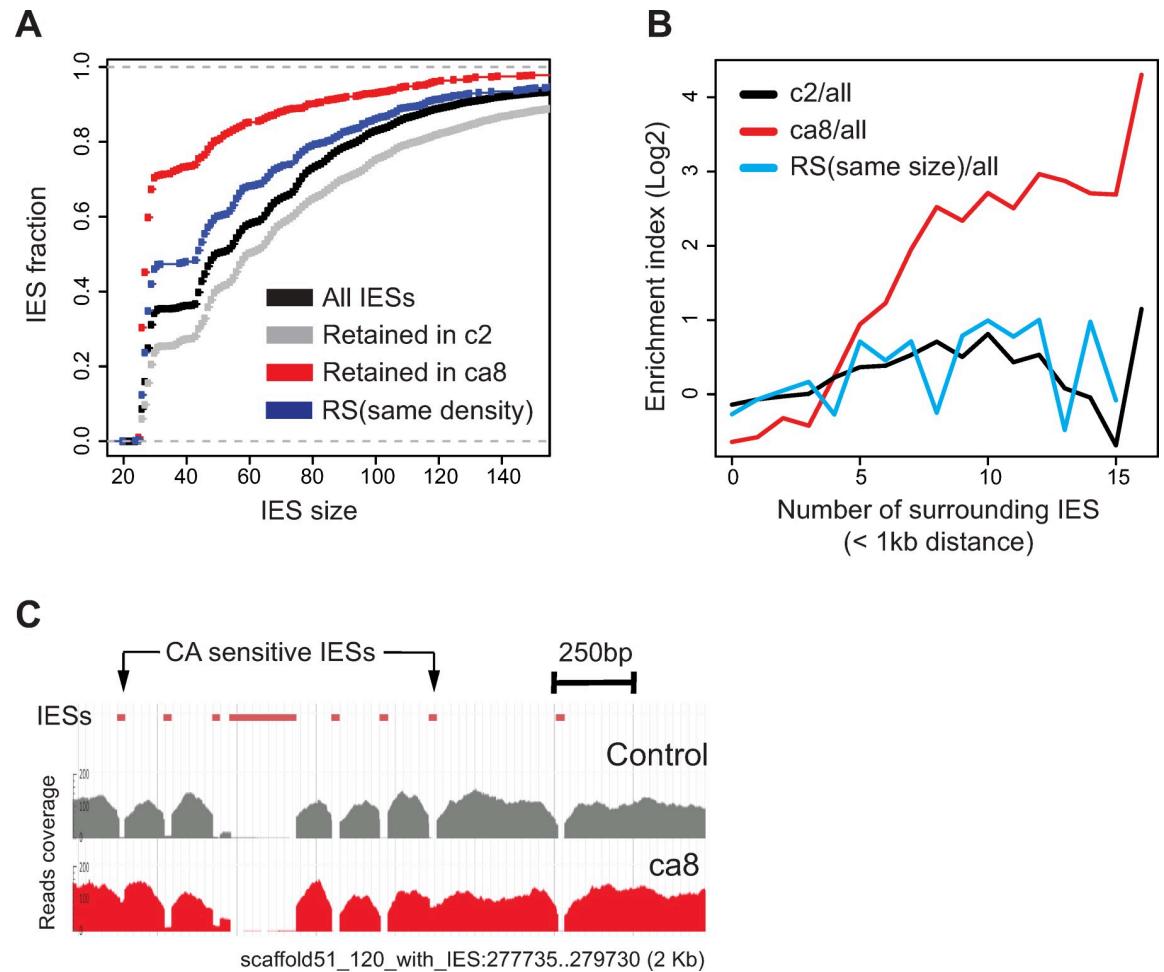 A
1.0
0.8
0.6
0.4
0.2
0.0
IES fraction
20 40 60 80 100 120 140
IES size
All IESs
Retained in c2
Retained in ca8
RS(same density)
B
4
3
2
1
0
Enrichment index (Log2)
0 5 10 15
Number of surrounding IES
(< 1kb distance)
c2/all
ca8/all
RS(same size)/all
C
CA sensitive IESs
250bp
IESs
Control
200
100
0
Reads coverage
ca8
200
100
0
scaffold51_120_with_IES:277735..279730 (2 Kb)